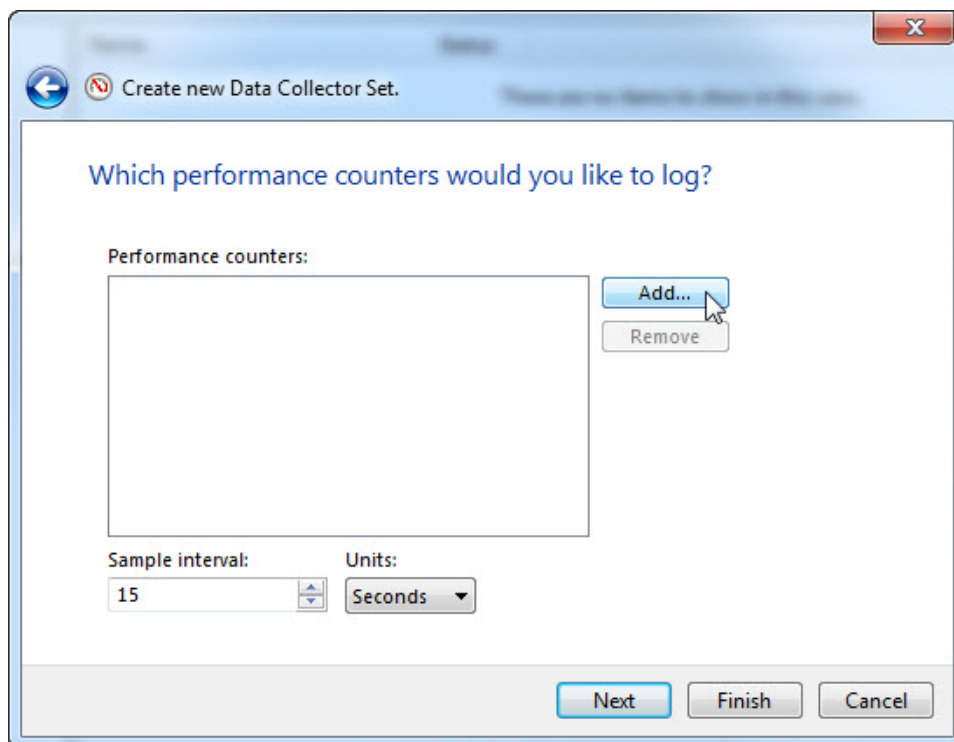 Create new Data Collector Set.
Which performance counters would you like to log?
Performance counters:
Add...
Remove
Sample interval:
Units:
15
Seconds
Next
Finish
Cancel